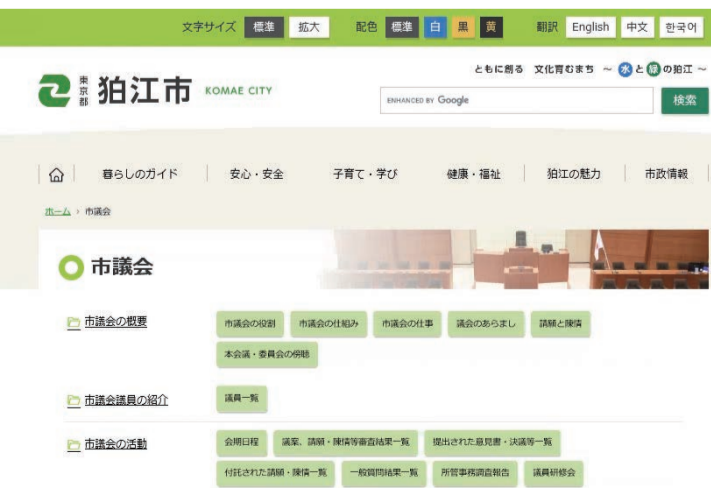 文字サイズ 標準 拡大 配色 標準 白 黒 黄 翻訳 English 中文 한국어
ともに創る 文化育むまち ～ 水と緑の狛江 ～
東京都 狛江市 KOMAE CITY
ENHANCED BY Google 検索
暮らしのガイド 安心・安全 子育て・学び 健康・福祉 狛江の魅力 市政情報
ホーム › 市議会
市議会
市議会の概要 市議会の役割 市議会の仕組み 市議会の仕事 議会のあらまし 請願と陳情
本会議・委員会の傍聴
市議会議員の紹介 議員一覧
市議会の活動 会期日程 議案、請願・陳情等審査結果一覧 提出された意見書・決議等一覧
付託された請願・陳情一覧 一般質問結果一覧 所管事務調査報告 議員研修会